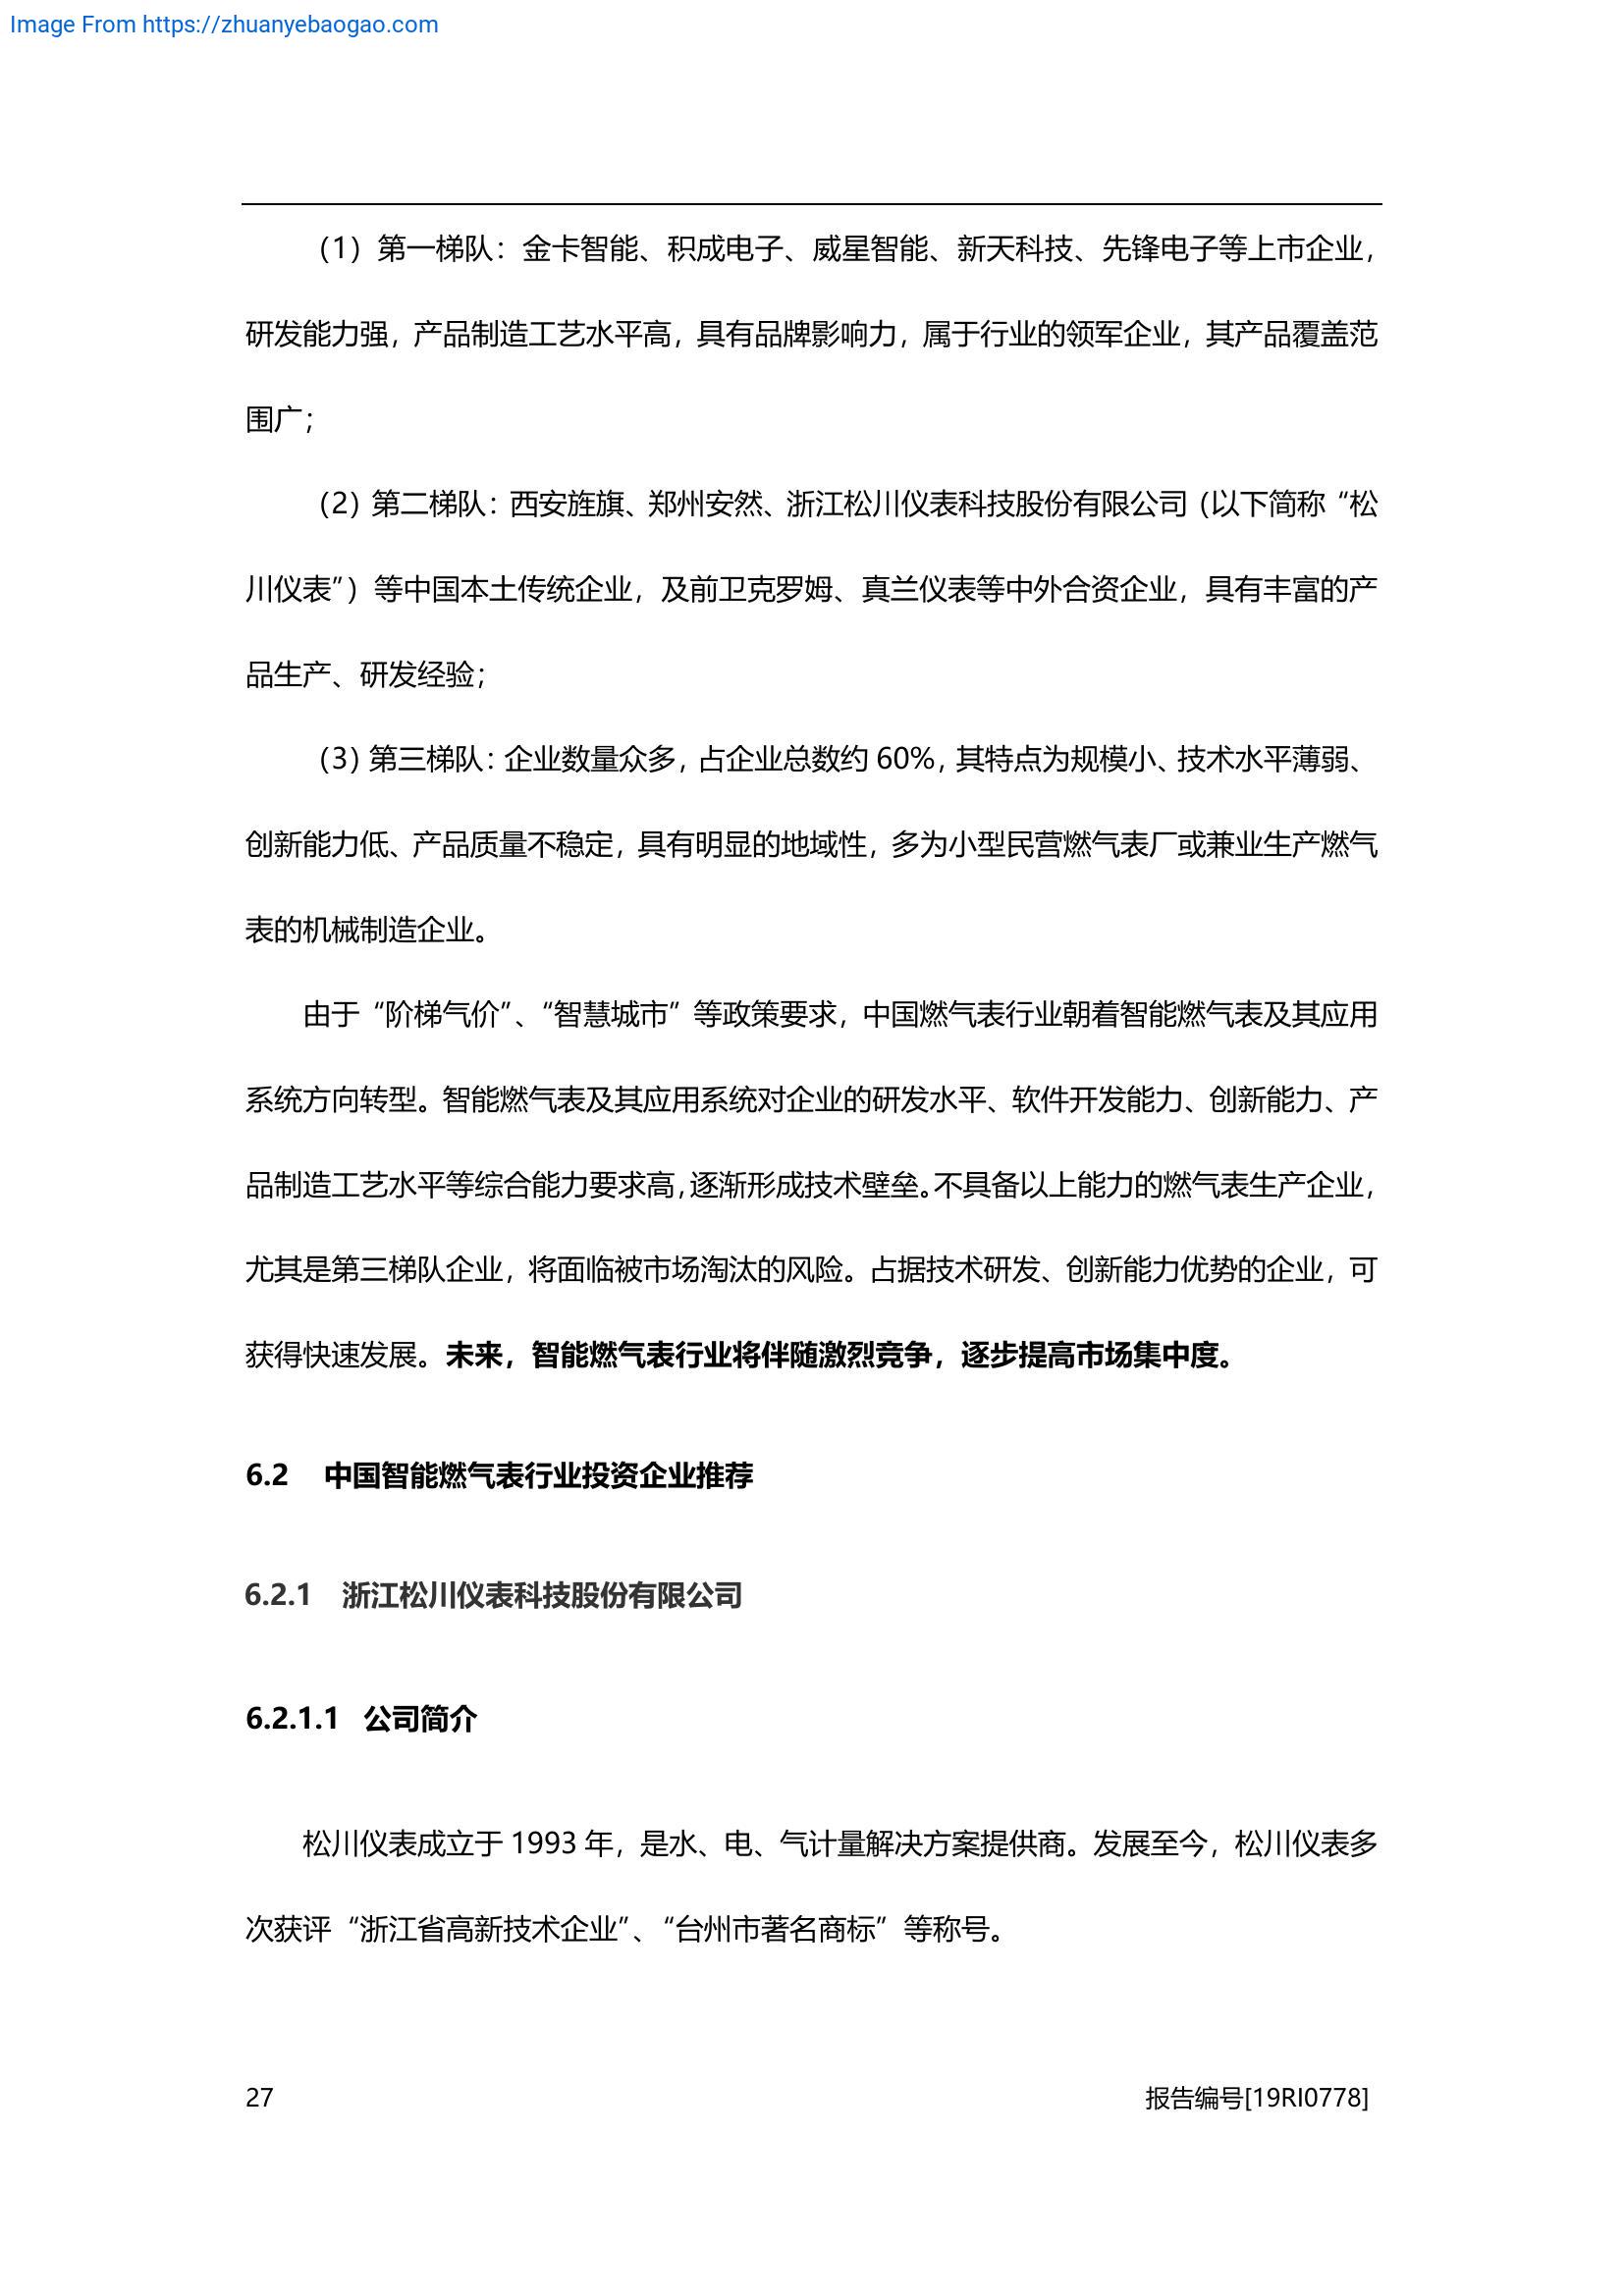 Image From https://zhuanyebaogao.com
（1）第一梯队：金卡智能、积成电子、威星智能、新天科技、先锋电子等上市企业，
研发能力强，产品制造工艺水平高，具有品牌影响力，属于行业的领军企业，其产品覆盖范
围广；
（2）第二梯队：西安旌旗、郑州安然、浙江松川仪表科技股份有限公司（以下简称“松
川仪表”）等中国本土传统企业，及前卫克罗姆、真兰仪表等中外合资企业，具有丰富的产
品生产、研发经验；
（3）第三梯队：企业数量众多，占企业总数约 60%，其特点为规模小、技术水平薄弱、
创新能力低、产品质量不稳定，具有明显的地域性，多为小型民营燃气表厂或兼业生产燃气
表的机械制造企业。
由于“阶梯气价”、“智慧城市”等政策要求，中国燃气表行业朝着智能燃气表及其应用
系统方向转型。智能燃气表及其应用系统对企业的研发水平、软件开发能力、创新能力、产
品制造工艺水平等综合能力要求高，逐渐形成技术壁垒。不具备以上能力的燃气表生产企业，
尤其是第三梯队企业，将面临被市场淘汰的风险。占据技术研发、创新能力优势的企业，可
获得快速发展。未来，智能燃气表行业将伴随激烈竞争，逐步提高市场集中度。
6.2 中国智能燃气表行业投资企业推荐
6.2.1 浙江松川仪表科技股份有限公司
6.2.1.1 公司简介
松川仪表成立于 1993 年，是水、电、气计量解决方案提供商。发展至今，松川仪表多
次获评“浙江省高新技术企业”、“台州市著名商标”等称号。
27 报告编号[19RI0778]